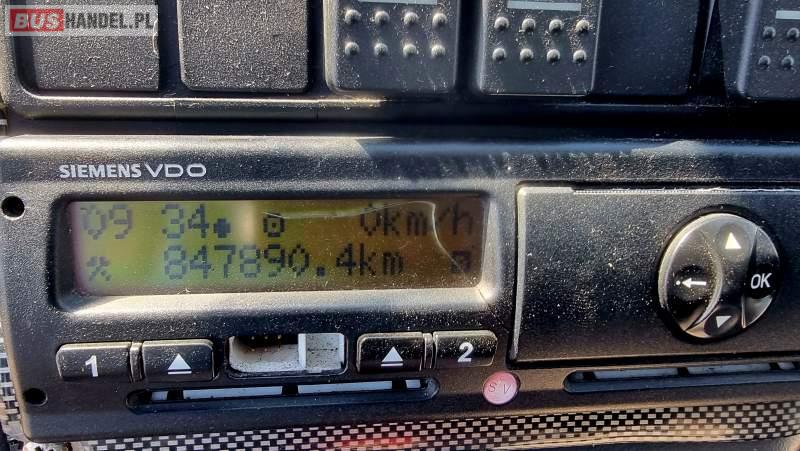 BUSHANDEL.PL
SIEMENS VDO
09 34 0km/h
847890.4km
OK
1 2
S V